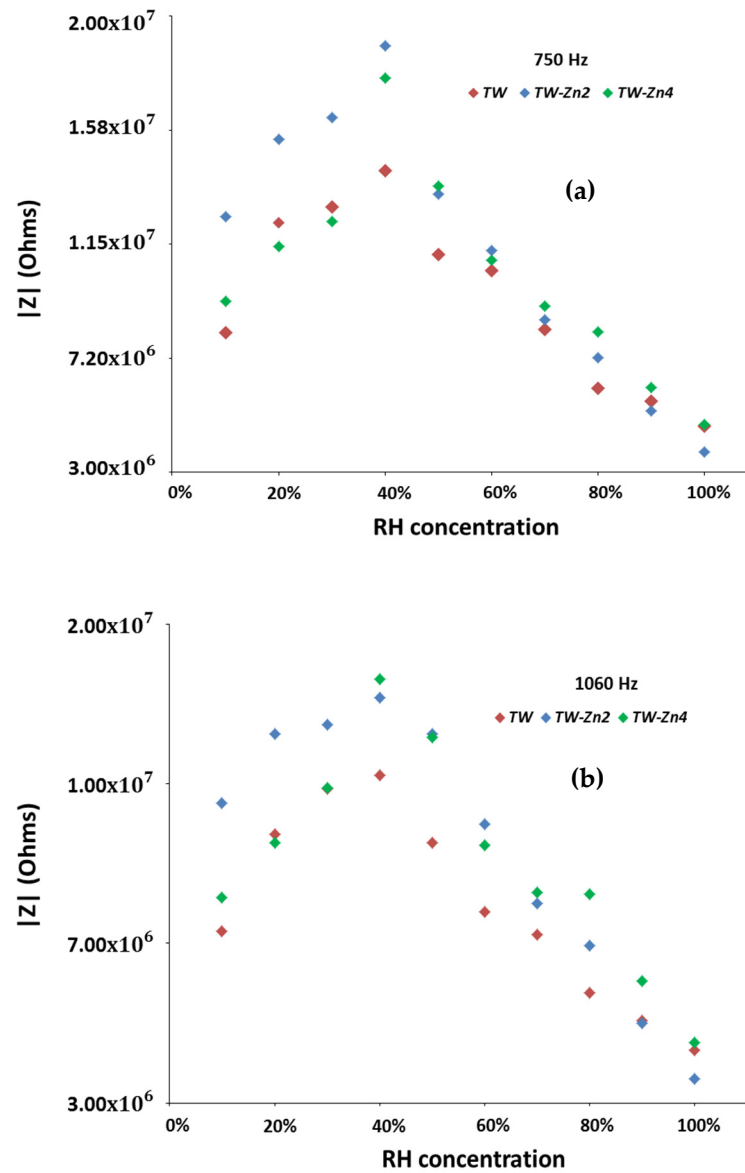 2.00x10⁷
750 Hz
TW TW-Zn2 TW-Zn4
1.58x10⁷
(a)
1.15x10⁷
|Z| (Ohms)
7.20x10⁶
3.00x10⁶
0% 20% 40% 60% 80% 100%
RH concentration
2.00x10⁷
1060 Hz
TW TW-Zn2 TW-Zn4
(b)
1.00x10⁷
|Z| (Ohms)
7.00x10⁶
3.00x10⁶
0% 20% 40% 60% 80% 100%
RH concentration